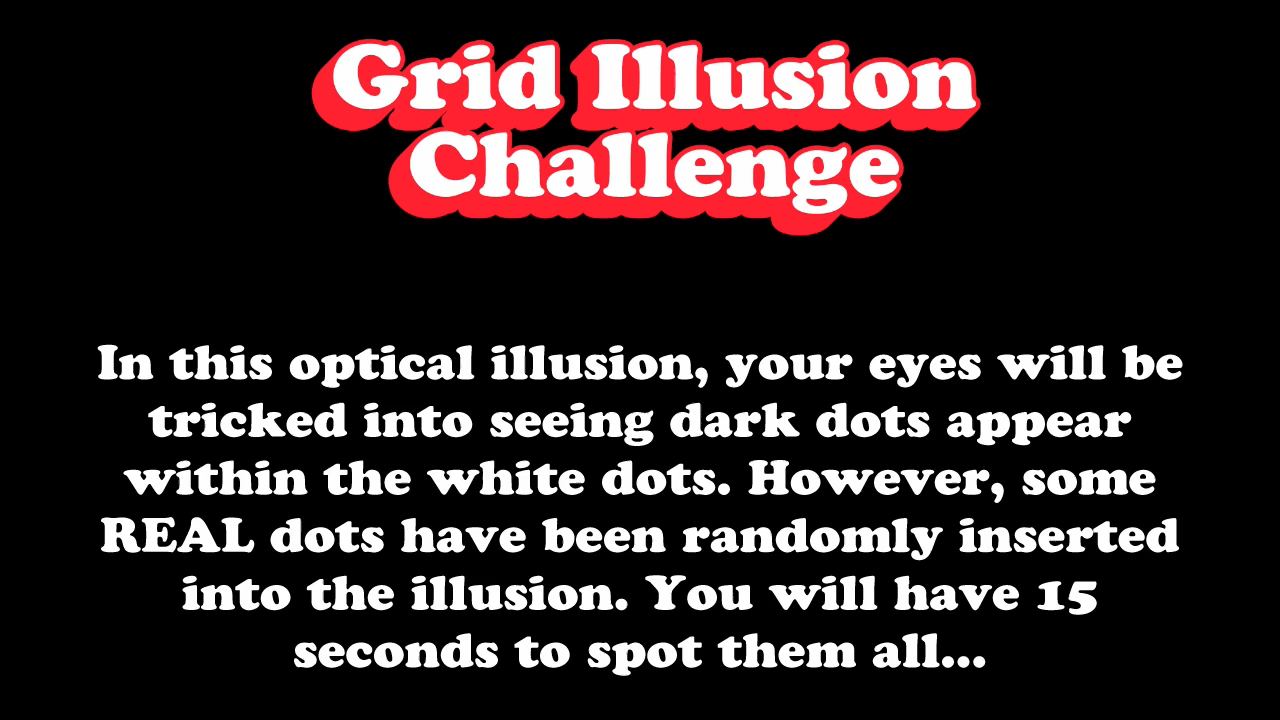 Grid Illusion
Challenge
In this optical illusion, your eyes will be
tricked into seeing dark dots appear
within the white dots. However, some
REAL dots have been randomly inserted
into the illusion. You will have 15
seconds to spot them all...